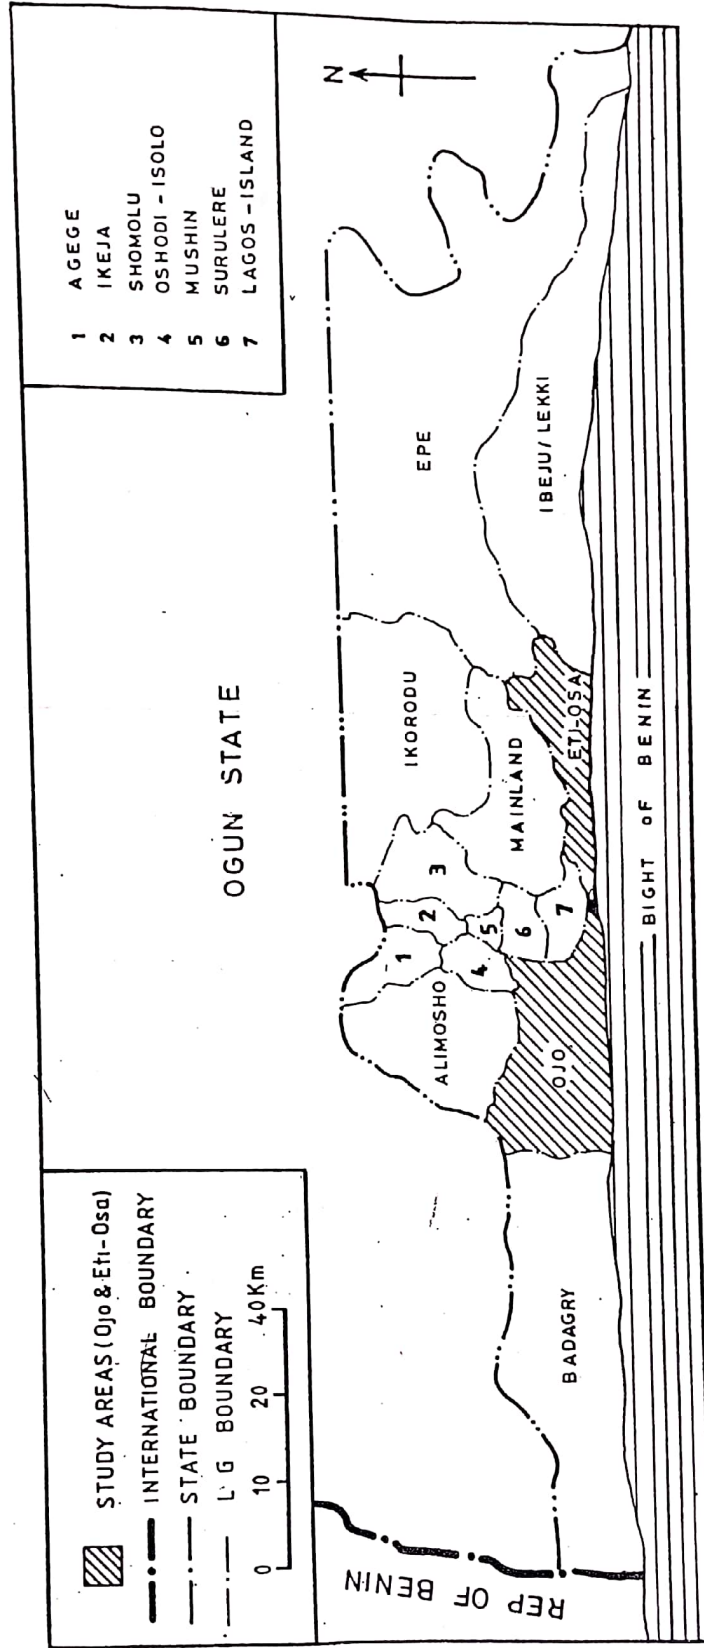 STUDY AREAS (Ojo & Eti-Osa)
INTERNATIONAL BOUNDARY
STATE BOUNDARY
L G BOUNDARY
0 10 20 40 Km
1 AGEGE
2 IKEJA
3 SHOMOLU
4 OSHODI - ISOLO
5 MUSHIN
6 SURULERE
7 LAGOS - ISLAND
N
OGUN STATE
REP OF BENIN
BADAGRY
ALIMOSHO
OJO
1
2
3
4
5
6
7
IKORODU
MAINLAND
ETI-OSA
EPE
IBEJU/LEKKI
BIGHT OF BENIN